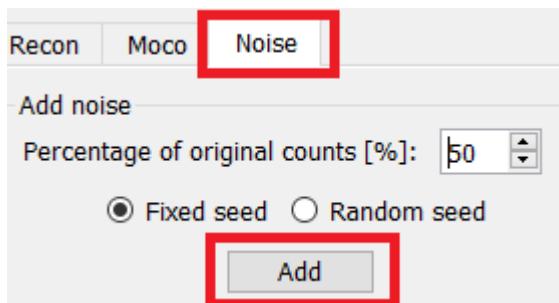 Recon Moco Noise
Add noise
Percentage of original counts [%]: 50
Fixed seed Random seed
Add